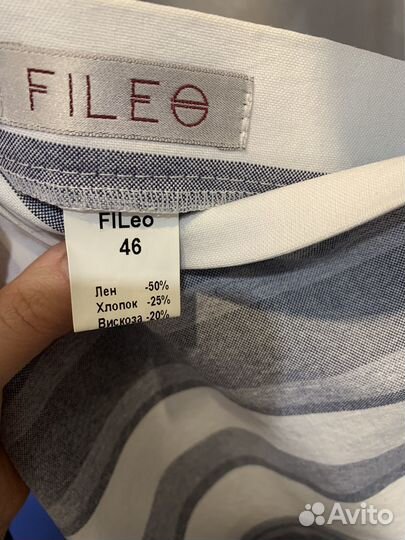 FILEO
FILeo
46
Лен -50%
Хлопок -25%
Вискоза -20%
Avito